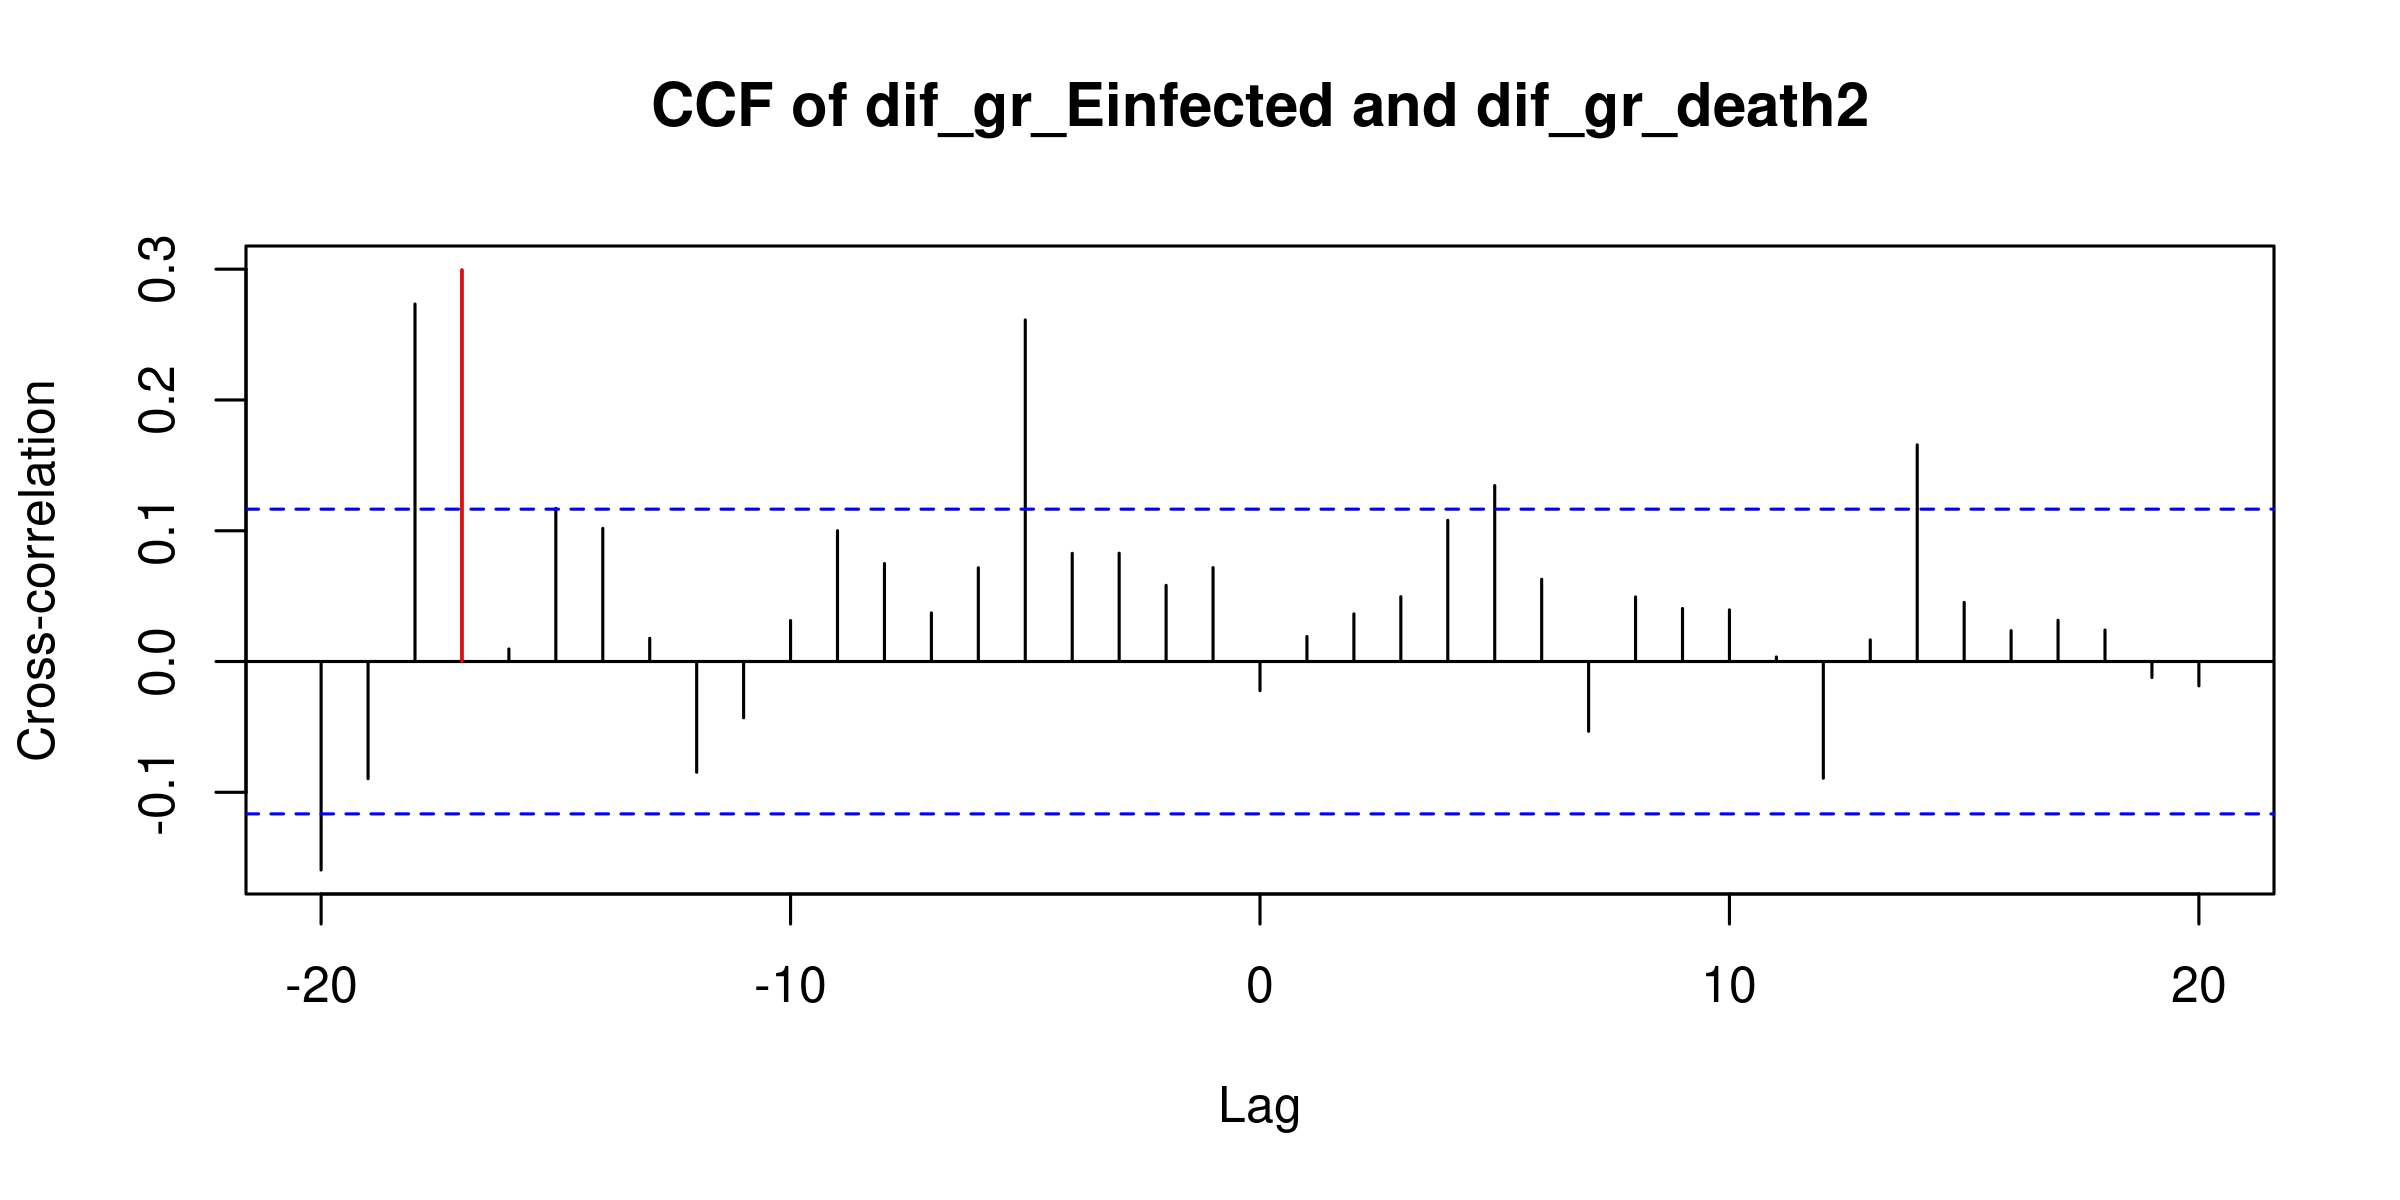 CCF of dif_gr_Einfected and dif_gr_death2
Cross-correlation
0.3
0.2
0.1
0.0
-0.1
-20 -10 0 10 20
Lag